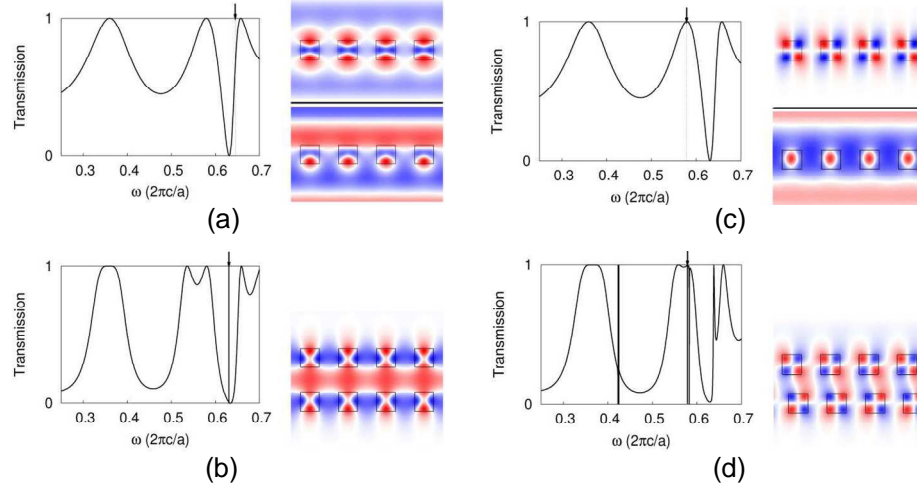 1
Transmission
0
0.3 0.4 0.5 0.6 0.7
ω (2πc/a)
(a)
1
Transmission
0
0.3 0.4 0.5 0.6 0.7
ω (2πc/a)
(c)
1
Transmission
0
0.3 0.4 0.5 0.6 0.7
ω (2πc/a)
(b)
1
Transmission
0
0.3 0.4 0.5 0.6 0.7
ω (2πc/a)
(d)